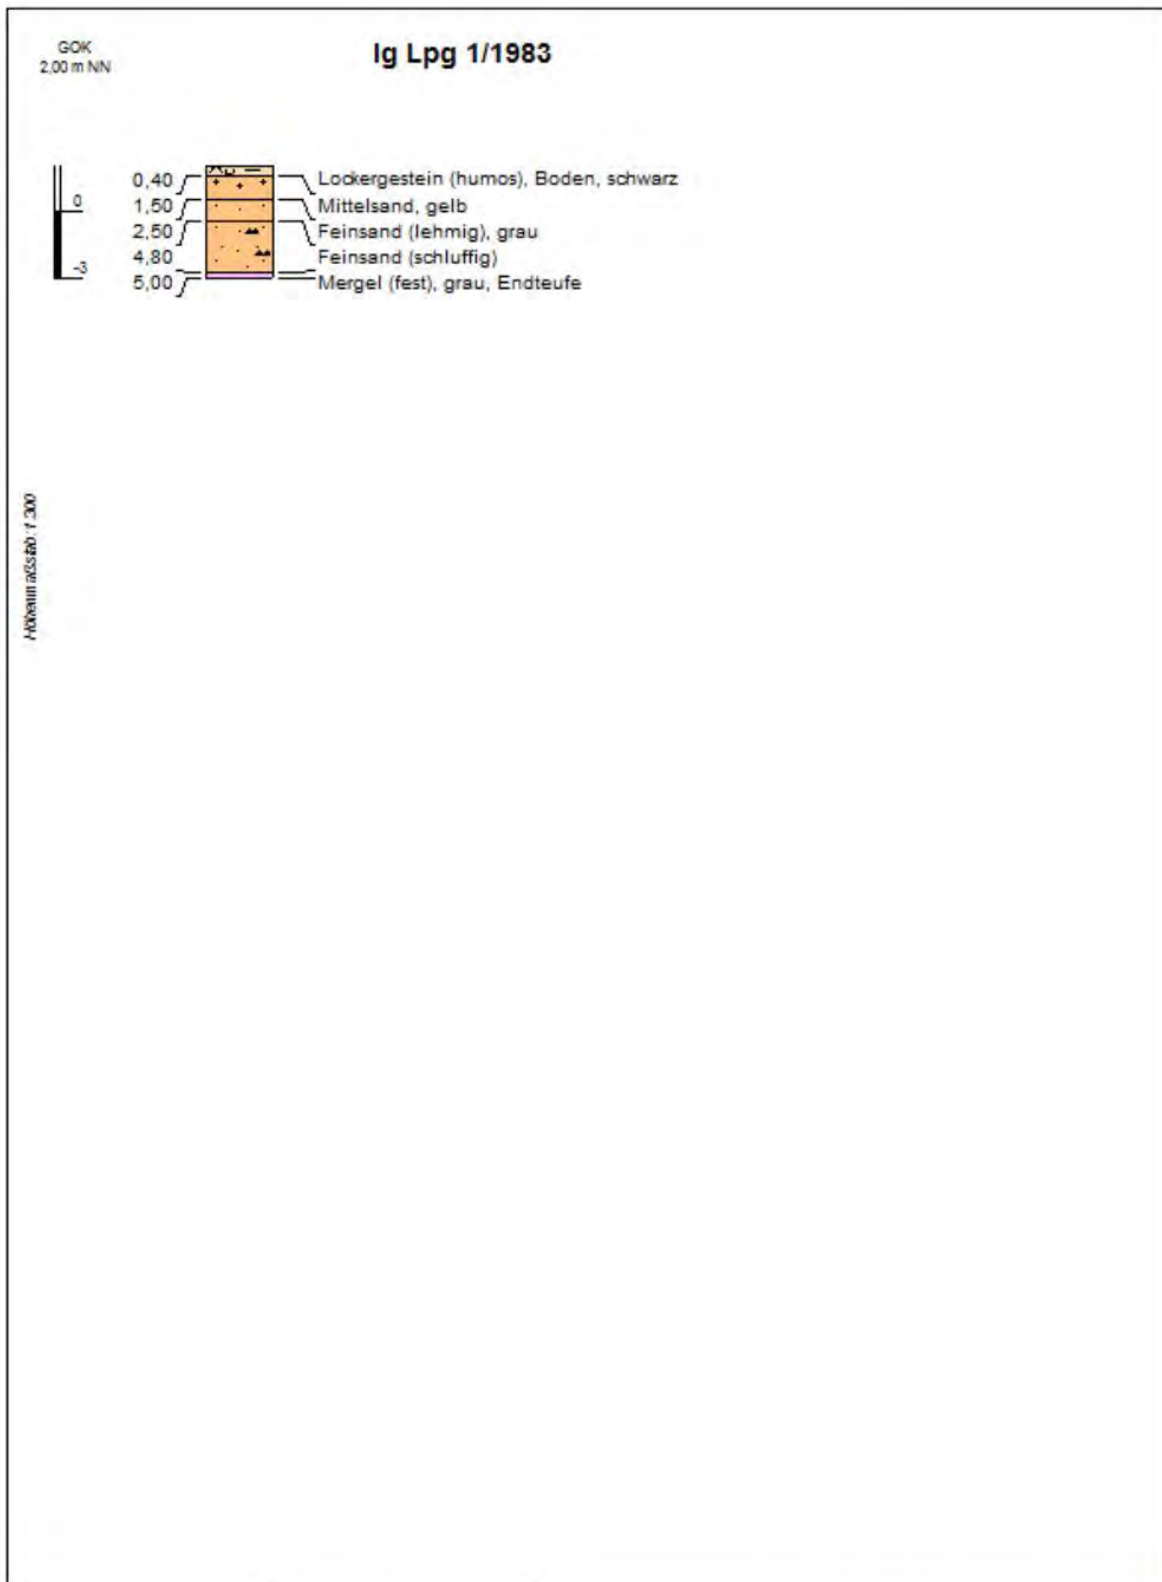 GOK
2,00 m NN
Ig Lpg 1/1983
0,40 Lockergestein (humos), Boden, schwarz
0
1,50 Mittelsand, gelb
2,50 Feinsand (lehmig), grau
4,80 Feinsand (schluffig)
-3
5,00 Mergel (fest), grau, Endteufe
Höhenmaßstab: 1:300